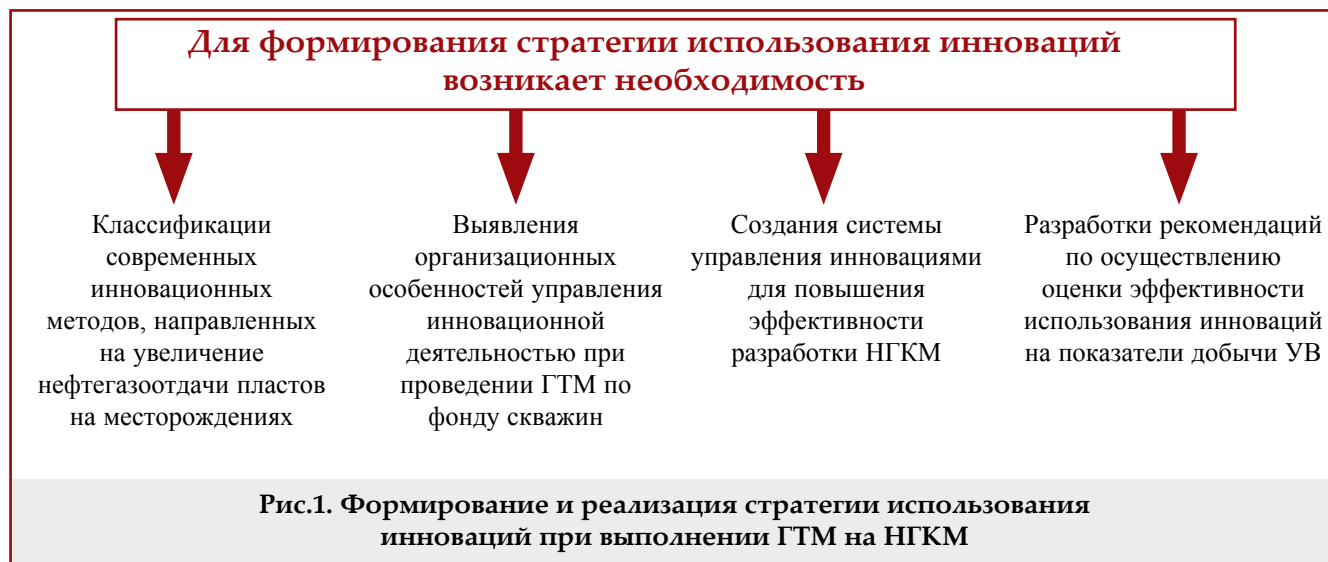 Для формирования стратегии использования инноваций
возникает необходимость
Классификации
современных
инновационных
методов, направленных
на увеличение
нефтегазоотдачи пластов
на месторождениях
Выявления
организационных
особенностей управления
инновационной
деятельностью при
проведении ГТМ по
фонду скважин
Создания системы
управления инновациями
для повышения
эффективности
разработки НГКМ
Разработки рекомендаций
по осуществлению
оценки эффективности
использования инноваций
на показатели добычи УВ
Рис.1. Формирование и реализация стратегии использования
инноваций при выполнении ГТМ на НГКМ